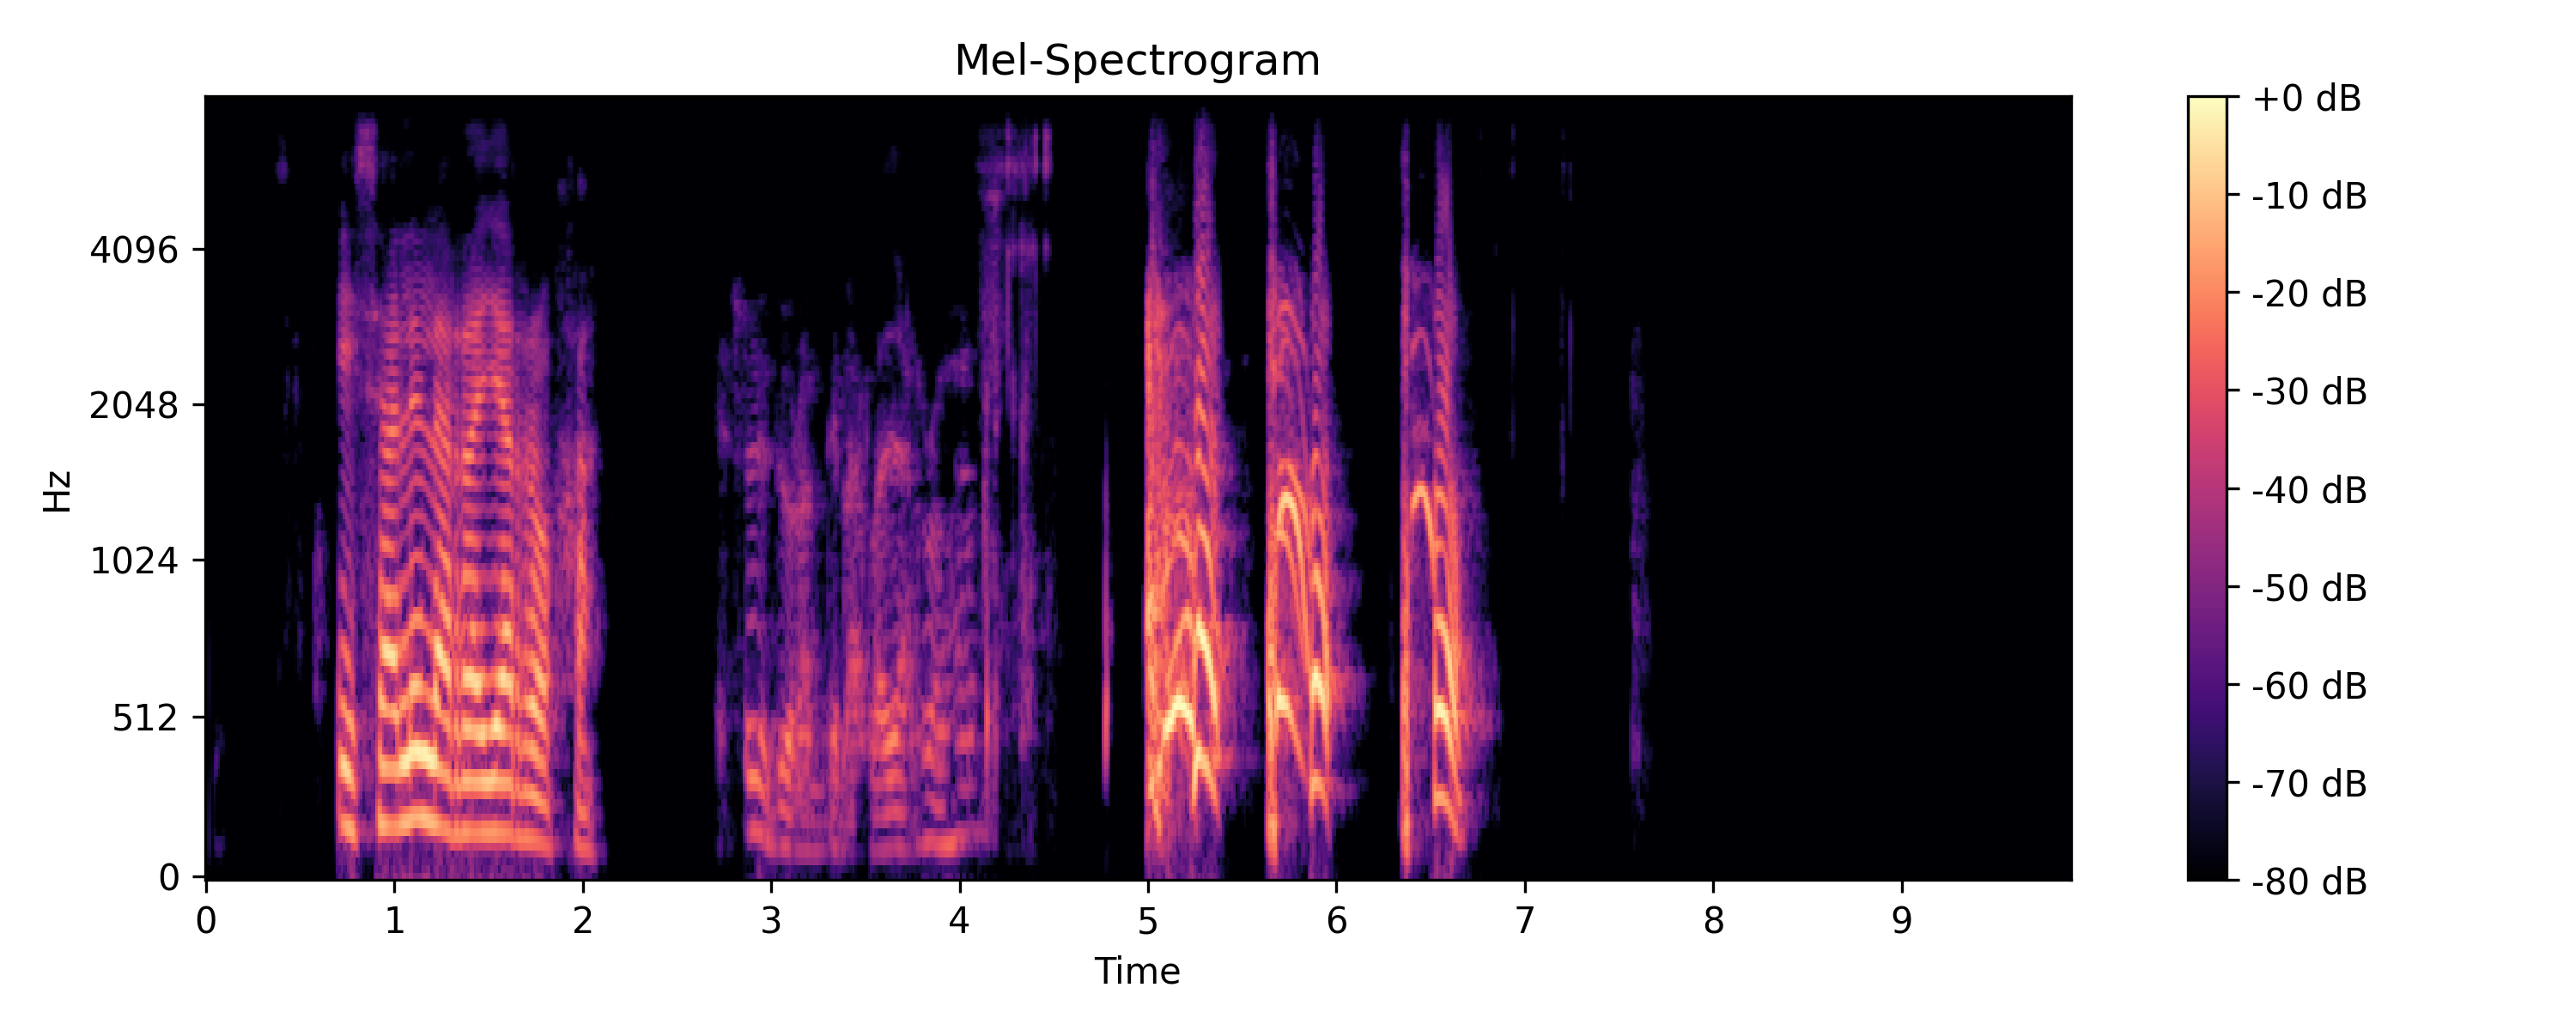 Mel-Spectrogram
+0 dB
-10 dB
-20 dB
-30 dB
-40 dB
-50 dB
-60 dB
-70 dB
-80 dB
Hz
4096
2048
1024
512
0
0 1 2 3 4 5 6 7 8 9
Time